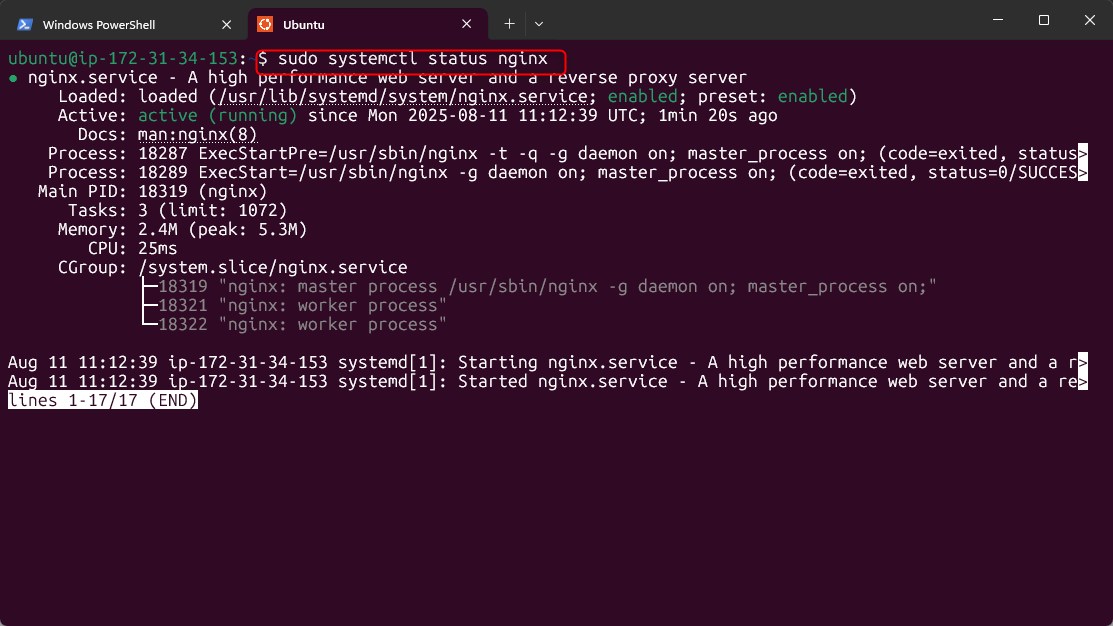 Windows PowerShell
Ubuntu
ubuntu@ip-172-31-34-153: $ sudo systemctl status nginx
● nginx.service - A high performance web server and a reverse proxy server
Loaded: loaded (/usr/lib/systemd/system/nginx.service; enabled; preset: enabled)
Active: active (running) since Mon 2025-08-11 11:12:39 UTC; 1min 20s ago
Docs: man:nginx(8)
Process: 18287 ExecStartPre=/usr/sbin/nginx -t -q -g daemon on; master_process on; (code=exited, status>
Process: 18289 ExecStart=/usr/sbin/nginx -g daemon on; master_process on; (code=exited, status=0/SUCCES>
Main PID: 18319 (nginx)
Tasks: 3 (limit: 1072)
Memory: 2.4M (peak: 5.3M)
CPU: 25ms
CGroup: /system.slice/nginx.service
├─18319 "nginx: master process /usr/sbin/nginx -g daemon on; master_process on;"
├─18321 "nginx: worker process"
└─18322 "nginx: worker process"
Aug 11 11:12:39 ip-172-31-34-153 systemd[1]: Starting nginx.service - A high performance web server and a r>
Aug 11 11:12:39 ip-172-31-34-153 systemd[1]: Started nginx.service - A high performance web server and a re>
lines 1-17/17 (END)